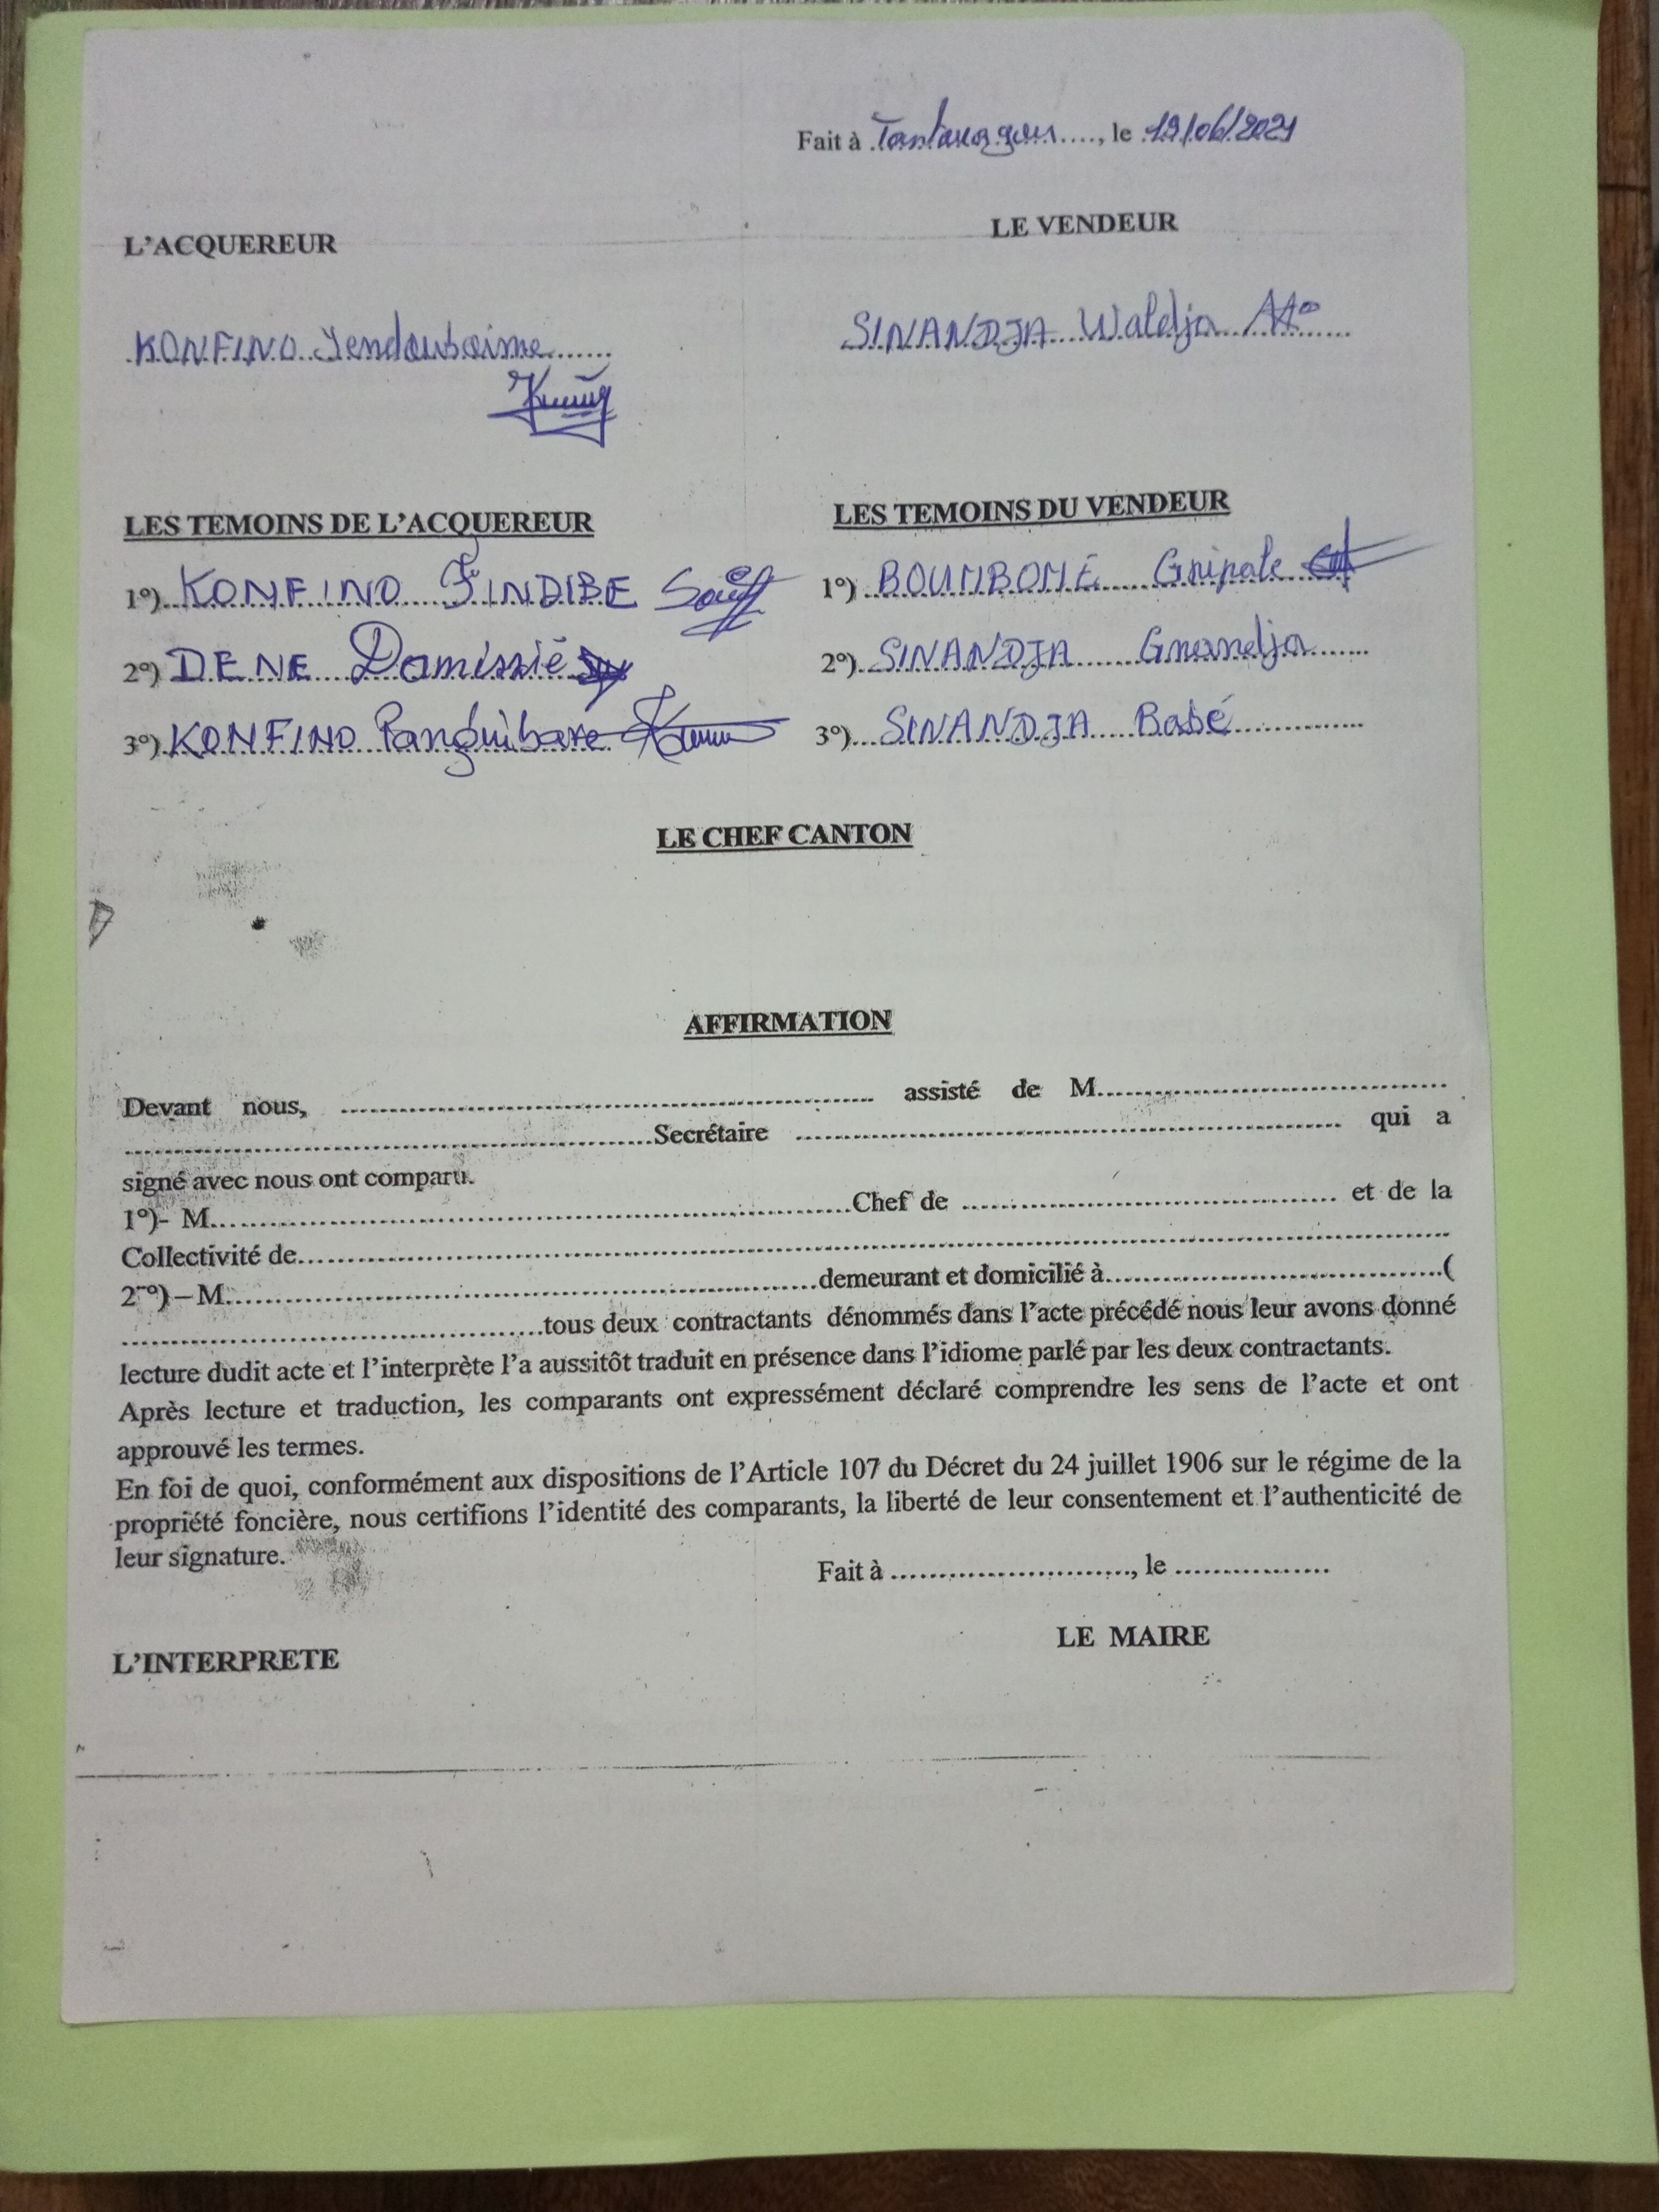 Fait à Tantuoggou...., le 19/06/2021
L'ACQUEREUR
LE VENDEUR
KONFINO Yendoubaime
SINANDJA Waldja
LES TEMOINS DE L'ACQUEREUR
LES TEMOINS DU VENDEUR
1°) KONFINO FINDIBE
1°) BOUMBOME Gnipale
2°) DENE Damissié
2°) SINANDJA Gnandja
3°) KONFINO Panguibare
3°) SINANDJA Babé
LE CHEF CANTON
AFFIRMATION
Devant nous, .......... assisté de M..........
..........Secrétaire .......... qui a
signé avec nous ont comparu.
1°)- M..........Chef de .......... et de la
Collectivité de..........
2°) – M..........demeurant et domicilié à..........(
..........tous deux contractants dénommés dans l'acte précédé nous leur avons donné
lecture dudit acte et l'interprète l'a aussitôt traduit en présence dans l'idiome parlé par les deux contractants.
Après lecture et traduction, les comparants ont expressément déclaré comprendre les sens de l'acte et ont
approuvé les termes.
En foi de quoi, conformément aux dispositions de l'Article 107 du Décret du 24 juillet 1906 sur le régime de la
propriété foncière, nous certifions l'identité des comparants, la liberté de leur consentement et l'authenticité de
leur signature.
Fait à .........., le ..........
LE MAIRE
L'INTERPRETE